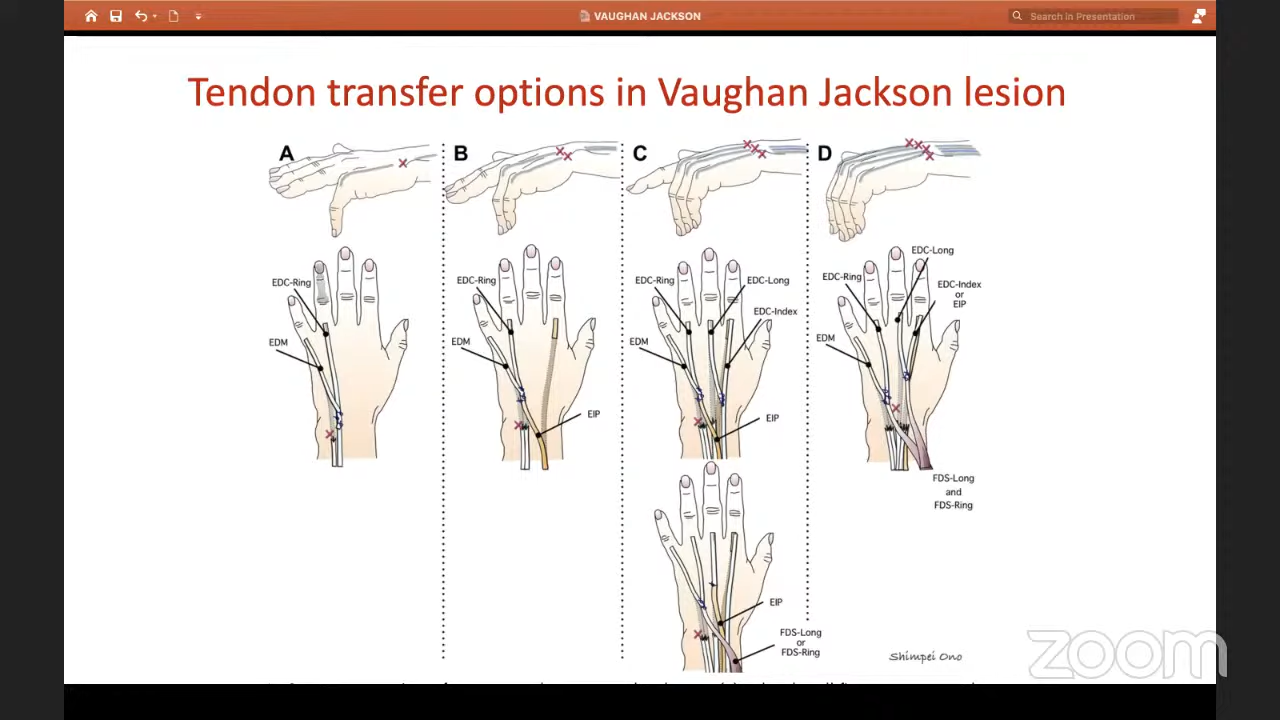 VAUGHAN JACKSON
Search in Presentation
Tendon transfer options in Vaughan Jackson lesion
A
B
C
D
EDC-Ring
EDM
EDC-Ring
EDM
EIP
EDC-Ring
EDC-Long
EDC-Index
EDM
EIP
EIP
FDS-Long
or
FDS-Ring
EDC-Long
EDC-Ring
EDC-Index
or
EIP
EDM
FDS-Long
and
FDS-Ring
Shimpei Ono
zoom